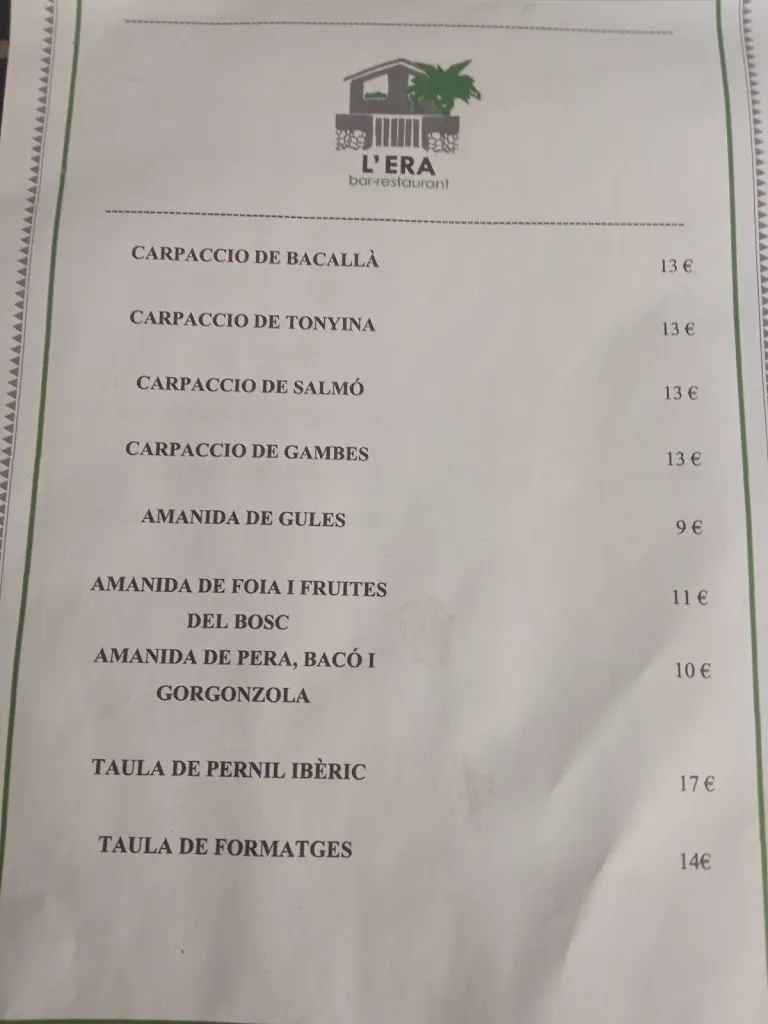 L'ERA
bar-restaurant
CARPACCIO DE BACALLÀ 13 €
CARPACCIO DE TONYINA 13 €
CARPACCIO DE SALMÓ 13 €
CARPACCIO DE GAMBES 13 €
AMANIDA DE GULES 9 €
AMANIDA DE FOIA I FRUITES 11 €
DEL BOSC
AMANIDA DE PERA, BACÓ I 10 €
GORGONZOLA
TAULA DE PERNIL IBÈRIC 17 €
TAULA DE FORMATGES 14€